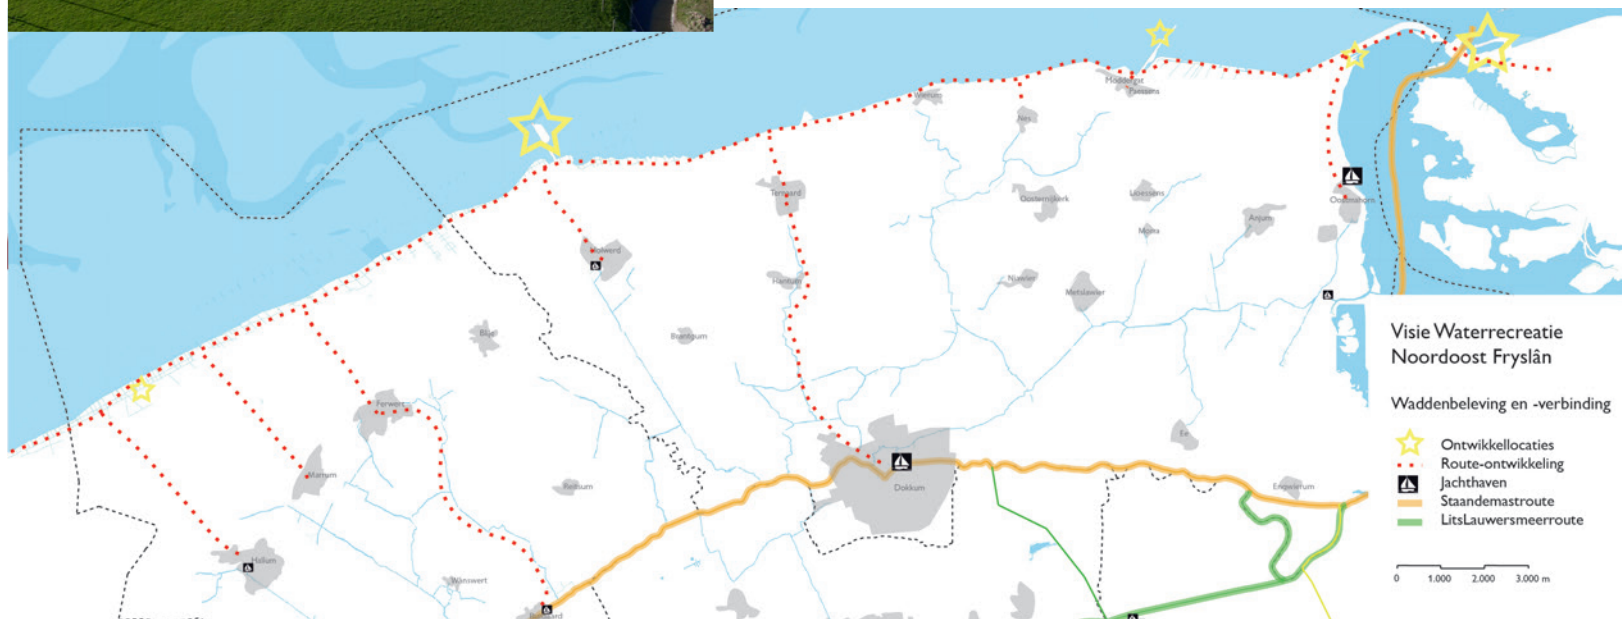 Moddergat
Paesens
Wierum
Nes
Ternaard
Oosternijkerk
Lioessens
Oostmahorn
Anjum
Morra
Holwerd
Hantum
Niawier
Metslawier
Blije
Brantgum
Visie Waterrecreatie
Noordoost Fryslân
Waddenbeleving en -verbinding
Ferwert
Ontwikkellocaties
Ee
Route-ontwikkeling
Marrum
Jachthaven
Reitsum
Dokkum
Engwierum
Staandemastroute
LitsLauwersmeerroute
Hallum
Wânswert
0 1.000 2.000 3.000 m